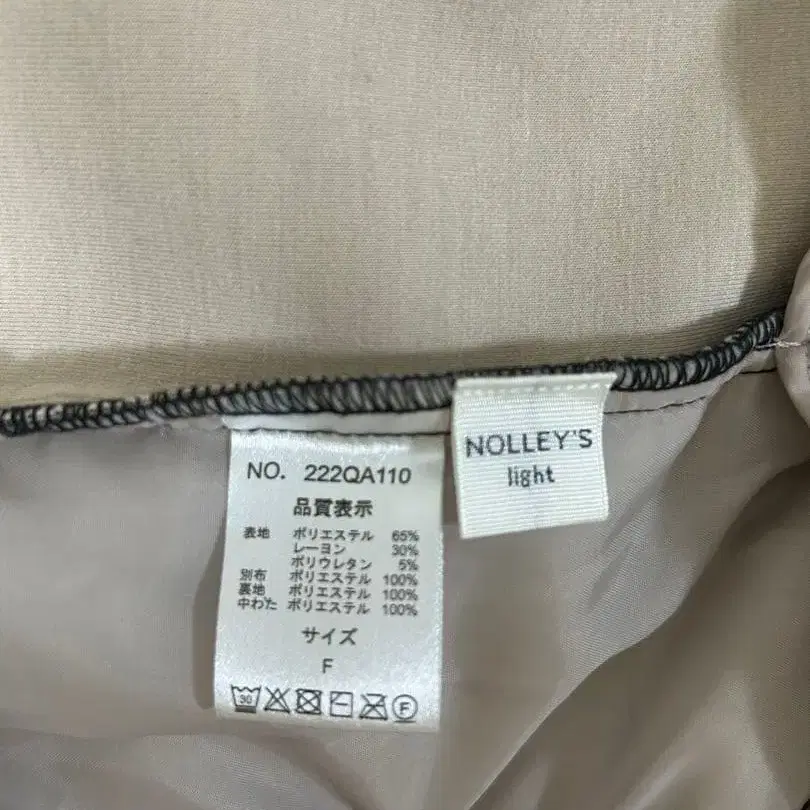 NO. 222QA110
品質表示
表地 ポリエステル 65%
レーヨン 30%
ポリウレタン 5%
別布 ポリエステル 100%
裏地 ポリエステル 100%
中わた ポリエステル 100%
サイズ
F
30 F
NOLLEY'S
light